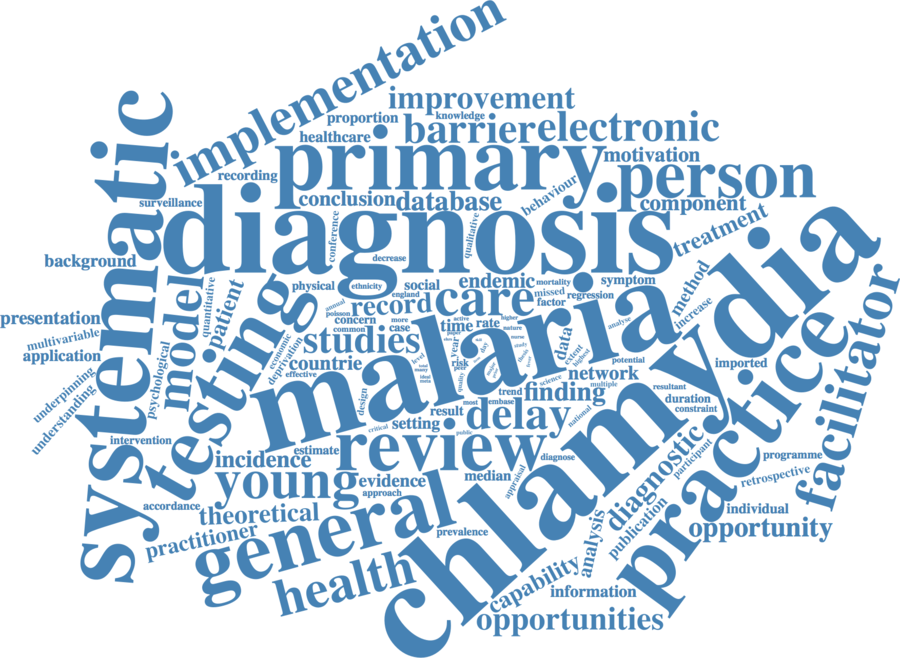 implementation
improvement
proportion
knowledge
healthcare
barrier
electronic
systematic
primary
motivation
recording
person
conclusion
database
behaviour
component
surveillance
diagnosis
conference
qualitative
decrease
treatment
background
physical
ethnicity
social
endemic
mortality
symptom
method
quantitative
patient
model
testing
annual
england
record
care
missed
factor
regression
increase
presentation
poisson
concern
more
active
higher
nature
multivariable
common
case
time
rate
analyse
application
economic
deprivation
studies
malaria
data
extent
highest
chlamydia
psychological
effective
countrie
level
year
risk
peer
potential
imported
underpinning
understanding
science
network
multiple
resultant
design
trend
finding
duration
most
embase
constraint
result
delay
national
practice
facilitator
critical
setting
public
intervention
review
estimate
incidence
diagnose
diagnostic
participant
programme
young
evidence
approach
median
appraisal
retrospective
accordance
theoretical
general
individual
practitioner
prevalence
analysis
publication
opportunity
health
capability
information
opportunities